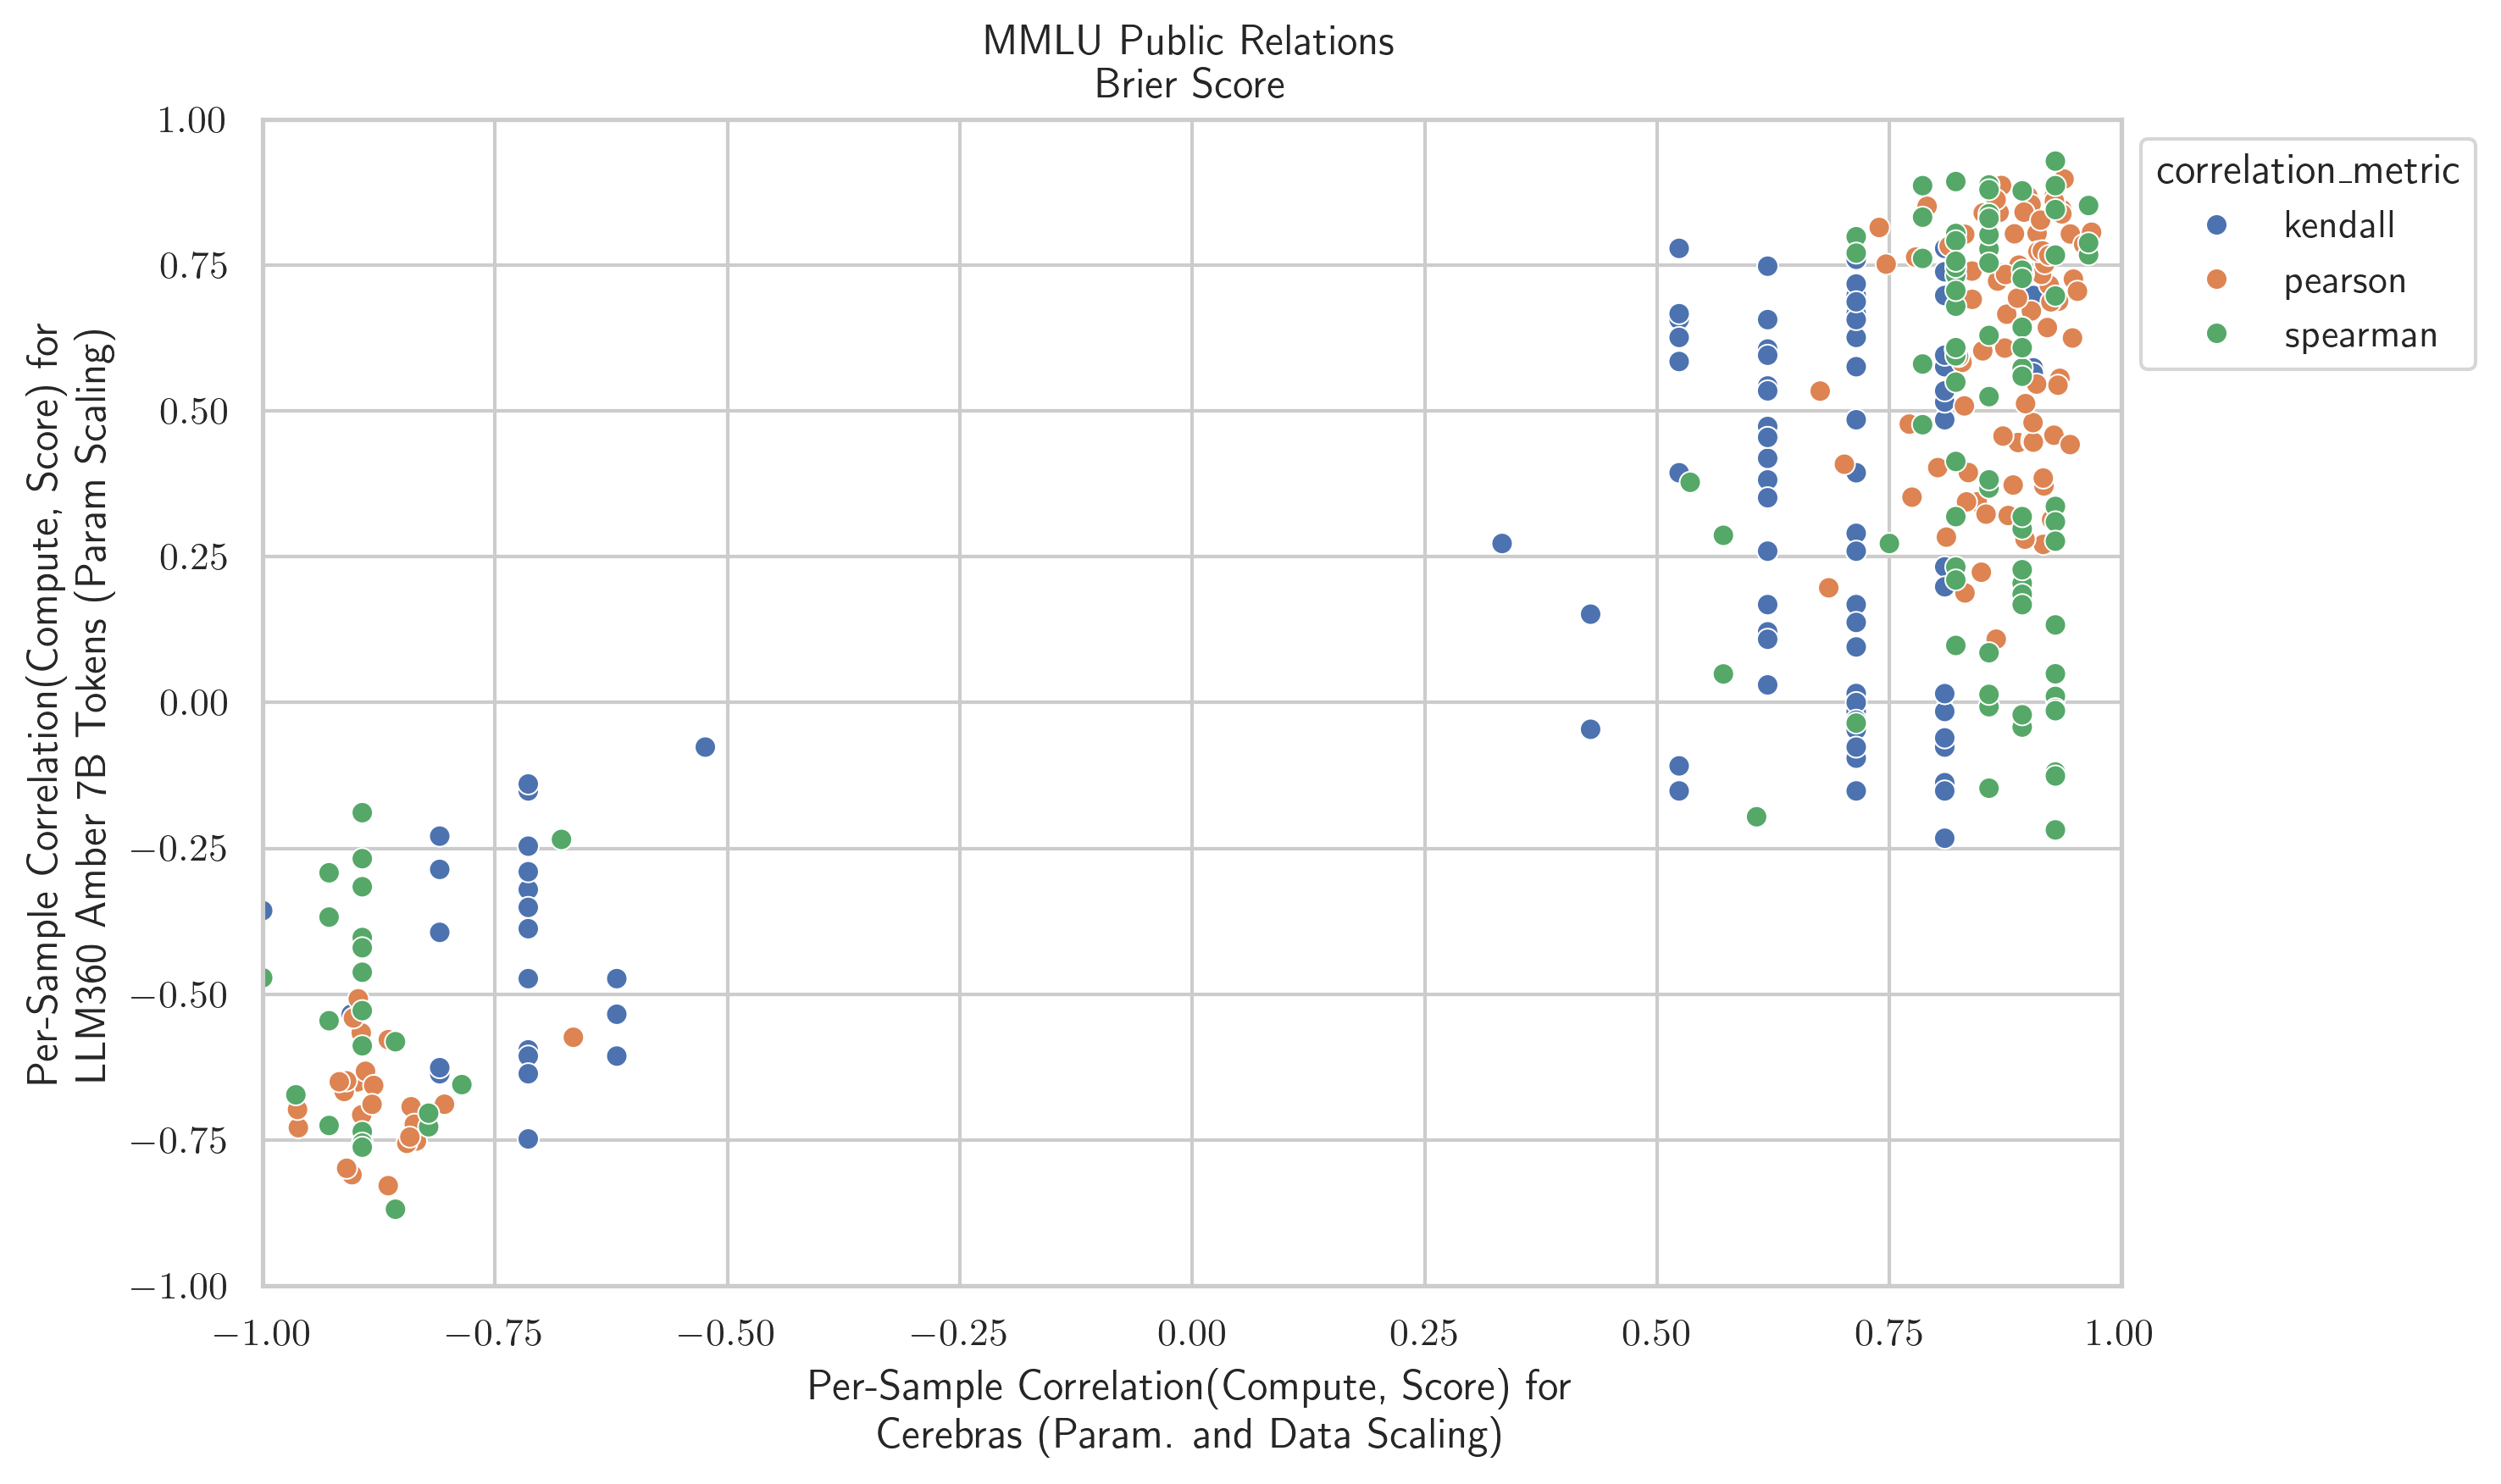 MMLU Public Relations
Brier Score
1.00
0.75
0.50
0.25
0.00
−0.25
−0.50
−0.75
−1.00
Per-Sample Correlation(Compute, Score) for
LLM360 Amber 7B Tokens (Param Scaling)
−1.00
−0.75
−0.50
−0.25
0.00
0.25
0.50
0.75
1.00
Per-Sample Correlation(Compute, Score) for
Cerebras (Param. and Data Scaling)
correlation_metric
kendall
pearson
spearman